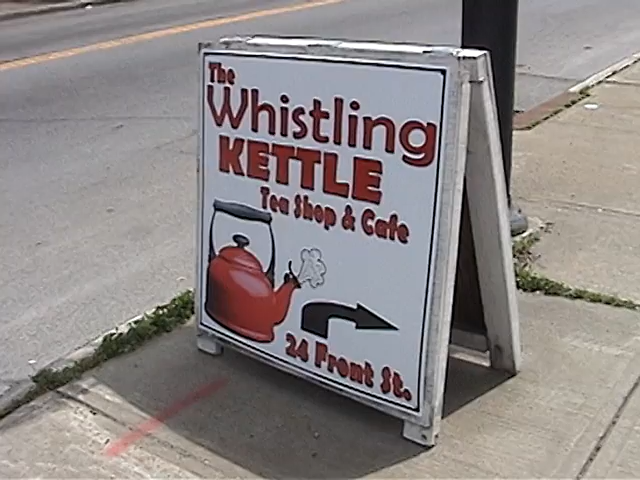 The
Whistling
KETTLE
Tea Shop & Cafe
24 Front St.